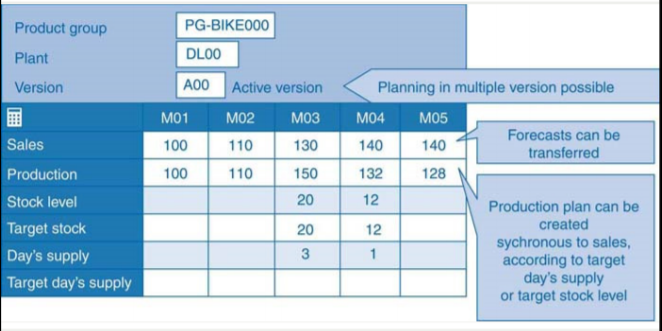 Product group PG-BIKE000
Plant DL00
Version A00 Active version Planning in multiple version possible
M01 M02 M03 M04 M05
Sales 100 110 130 140 140
Forecasts can be
transferred
Production 100 110 150 132 128
Stock level 20 12
Target stock 20 12
Day's supply 3 1
Target day's supply
Production plan can be
created
sychronous to sales,
according to target
day's supply
or target stock level